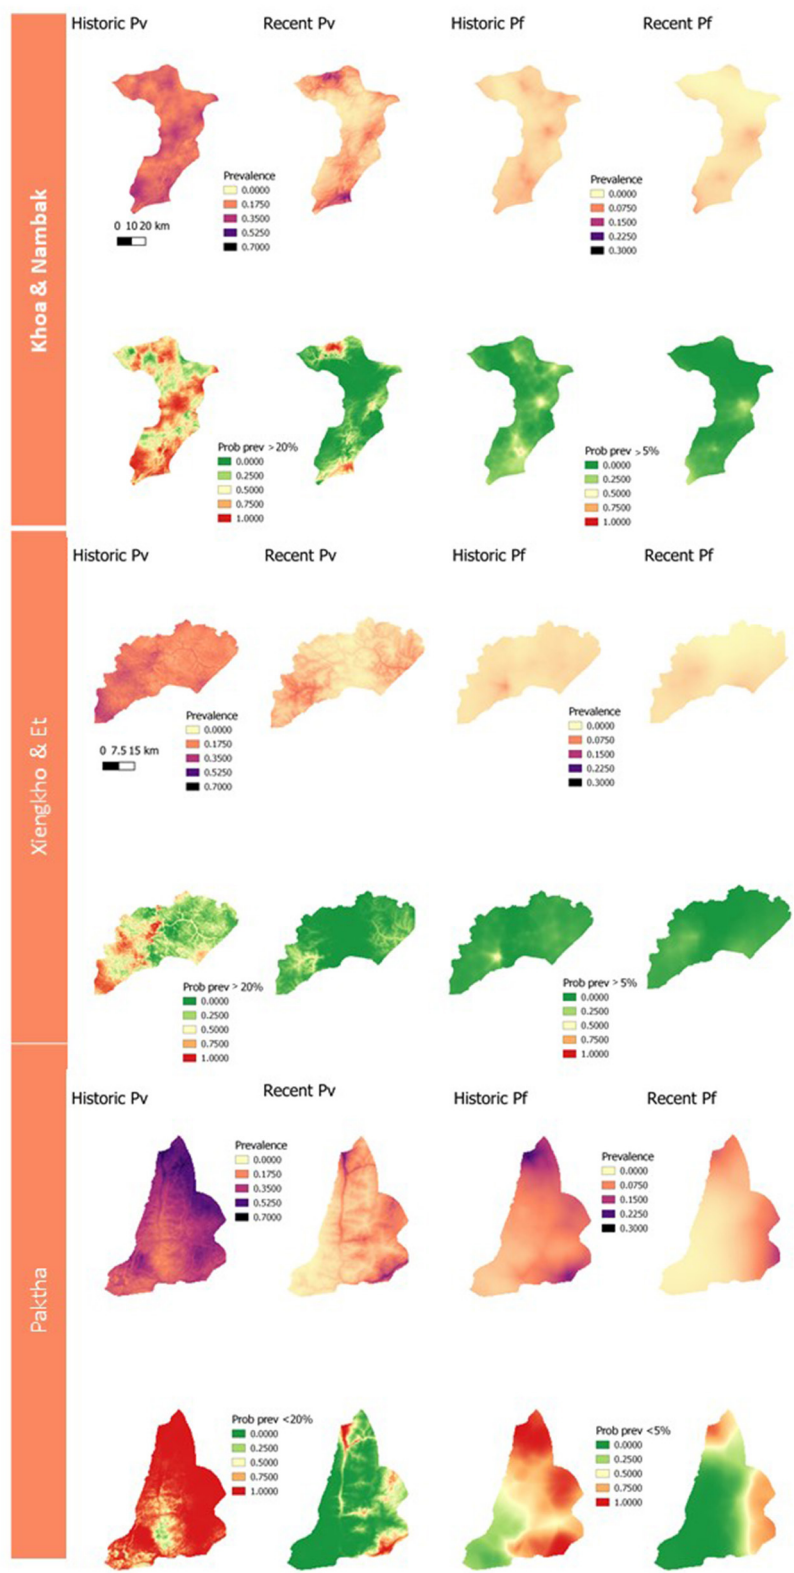 Khoa & Nambak
Historic Pv
Recent Pv
Historic Pf
Recent Pf
Prevalence
0.0000
0.1750
0.3500
0.5250
0.7000
0 10 20 km
Prevalence
0.0000
0.0750
0.1500
0.2250
0.3000
Prob prev > 20%
0.0000
0.2500
0.5000
0.7500
1.0000
Prob prev > 5%
0.0000
0.2500
0.5000
0.7500
1.0000
Xiengkho & Et
Historic Pv
Recent Pv
Historic Pf
Recent Pf
Prevalence
0.0000
0.1750
0.3500
0.5250
0.7000
0 7.5 15 km
Prevalence
0.0000
0.0750
0.1500
0.2250
0.3000
Prob prev > 20%
0.0000
0.2500
0.5000
0.7500
1.0000
Prob prev > 5%
0.0000
0.2500
0.5000
0.7500
1.0000
Paktha
Historic Pv
Recent Pv
Historic Pf
Recent Pf
Prevalence
0.0000
0.1750
0.3500
0.5250
0.7000
Prevalence
0.0000
0.0750
0.1500
0.2250
0.3000
Prob prev <20%
0.0000
0.2500
0.5000
0.7500
1.0000
Prob prev <5%
0.0000
0.2500
0.5000
0.7500
1.0000